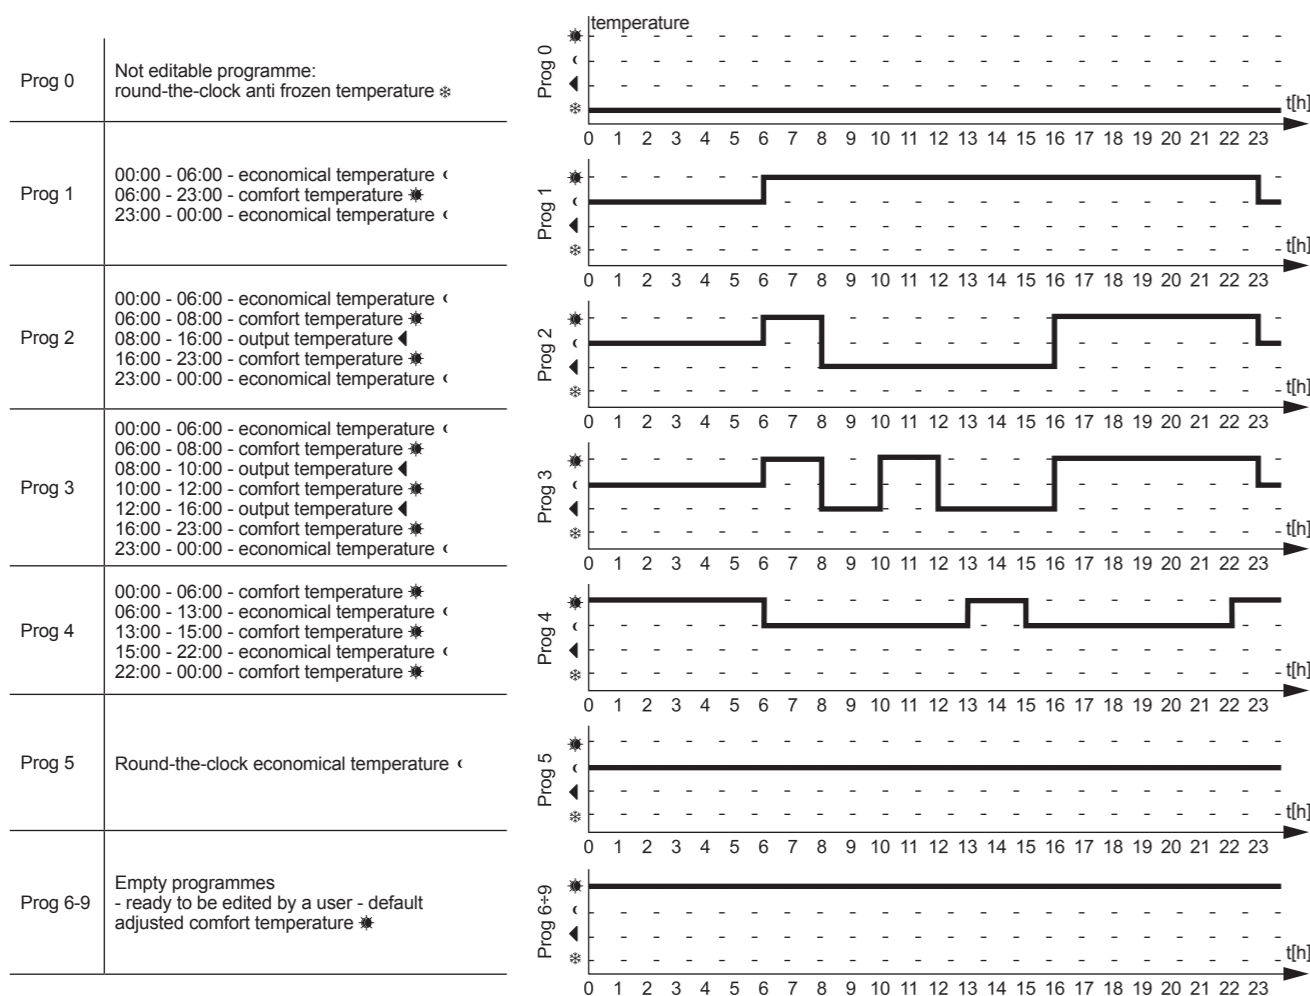 Prog 0
Not editable programme:
round-the-clock anti frozen temperature ❄
Prog 1
00:00 - 06:00 - economical temperature ☾
06:00 - 23:00 - comfort temperature ☀
23:00 - 00:00 - economical temperature ☾
Prog 2
00:00 - 06:00 - economical temperature ☾
06:00 - 08:00 - comfort temperature ☀
08:00 - 16:00 - output temperature ◀
16:00 - 23:00 - comfort temperature ☀
23:00 - 00:00 - economical temperature ☾
Prog 3
00:00 - 06:00 - economical temperature ☾
06:00 - 08:00 - comfort temperature ☀
08:00 - 10:00 - output temperature ◀
10:00 - 12:00 - comfort temperature ☀
12:00 - 16:00 - output temperature ◀
16:00 - 23:00 - comfort temperature ☀
23:00 - 00:00 - economical temperature ☾
Prog 4
00:00 - 06:00 - comfort temperature ☀
06:00 - 13:00 - economical temperature ☾
13:00 - 15:00 - comfort temperature ☀
15:00 - 22:00 - economical temperature ☾
22:00 - 00:00 - comfort temperature ☀
Prog 5
Round-the-clock economical temperature ☾
Prog 6-9
Empty programmes
- ready to be edited by a user - default
adjusted comfort temperature ☀
temperature
Prog 0
t[h]
0 1 2 3 4 5 6 7 8 9 10 11 12 13 14 15 16 17 18 19 20 21 22 23
Prog 1
t[h]
0 1 2 3 4 5 6 7 8 9 10 11 12 13 14 15 16 17 18 19 20 21 22 23
Prog 2
t[h]
0 1 2 3 4 5 6 7 8 9 10 11 12 13 14 15 16 17 18 19 20 21 22 23
Prog 3
t[h]
0 1 2 3 4 5 6 7 8 9 10 11 12 13 14 15 16 17 18 19 20 21 22 23
Prog 4
t[h]
0 1 2 3 4 5 6 7 8 9 10 11 12 13 14 15 16 17 18 19 20 21 22 23
Prog 5
t[h]
0 1 2 3 4 5 6 7 8 9 10 11 12 13 14 15 16 17 18 19 20 21 22 23
Prog 6÷9
t[h]
0 1 2 3 4 5 6 7 8 9 10 11 12 13 14 15 16 17 18 19 20 21 22 23